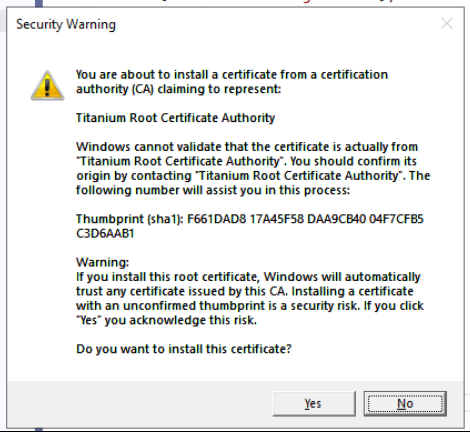 Security Warning
You are about to install a certificate from a certification
authority (CA) claiming to represent:
Titanium Root Certificate Authority
Windows cannot validate that the certificate is actually from
"Titanium Root Certificate Authority". You should confirm its
origin by contacting "Titanium Root Certificate Authority". The
following number will assist you in this process:
Thumbprint (sha1): F661DAD8 17A45F58 DAA9CB40 04F7CFB5
C3D6AAB1
Warning:
If you install this root certificate, Windows will automatically
trust any certificate issued by this CA. Installing a certificate
with an unconfirmed thumbprint is a security risk. If you click
"Yes" you acknowledge this risk.
Do you want to install this certificate?
Yes
No